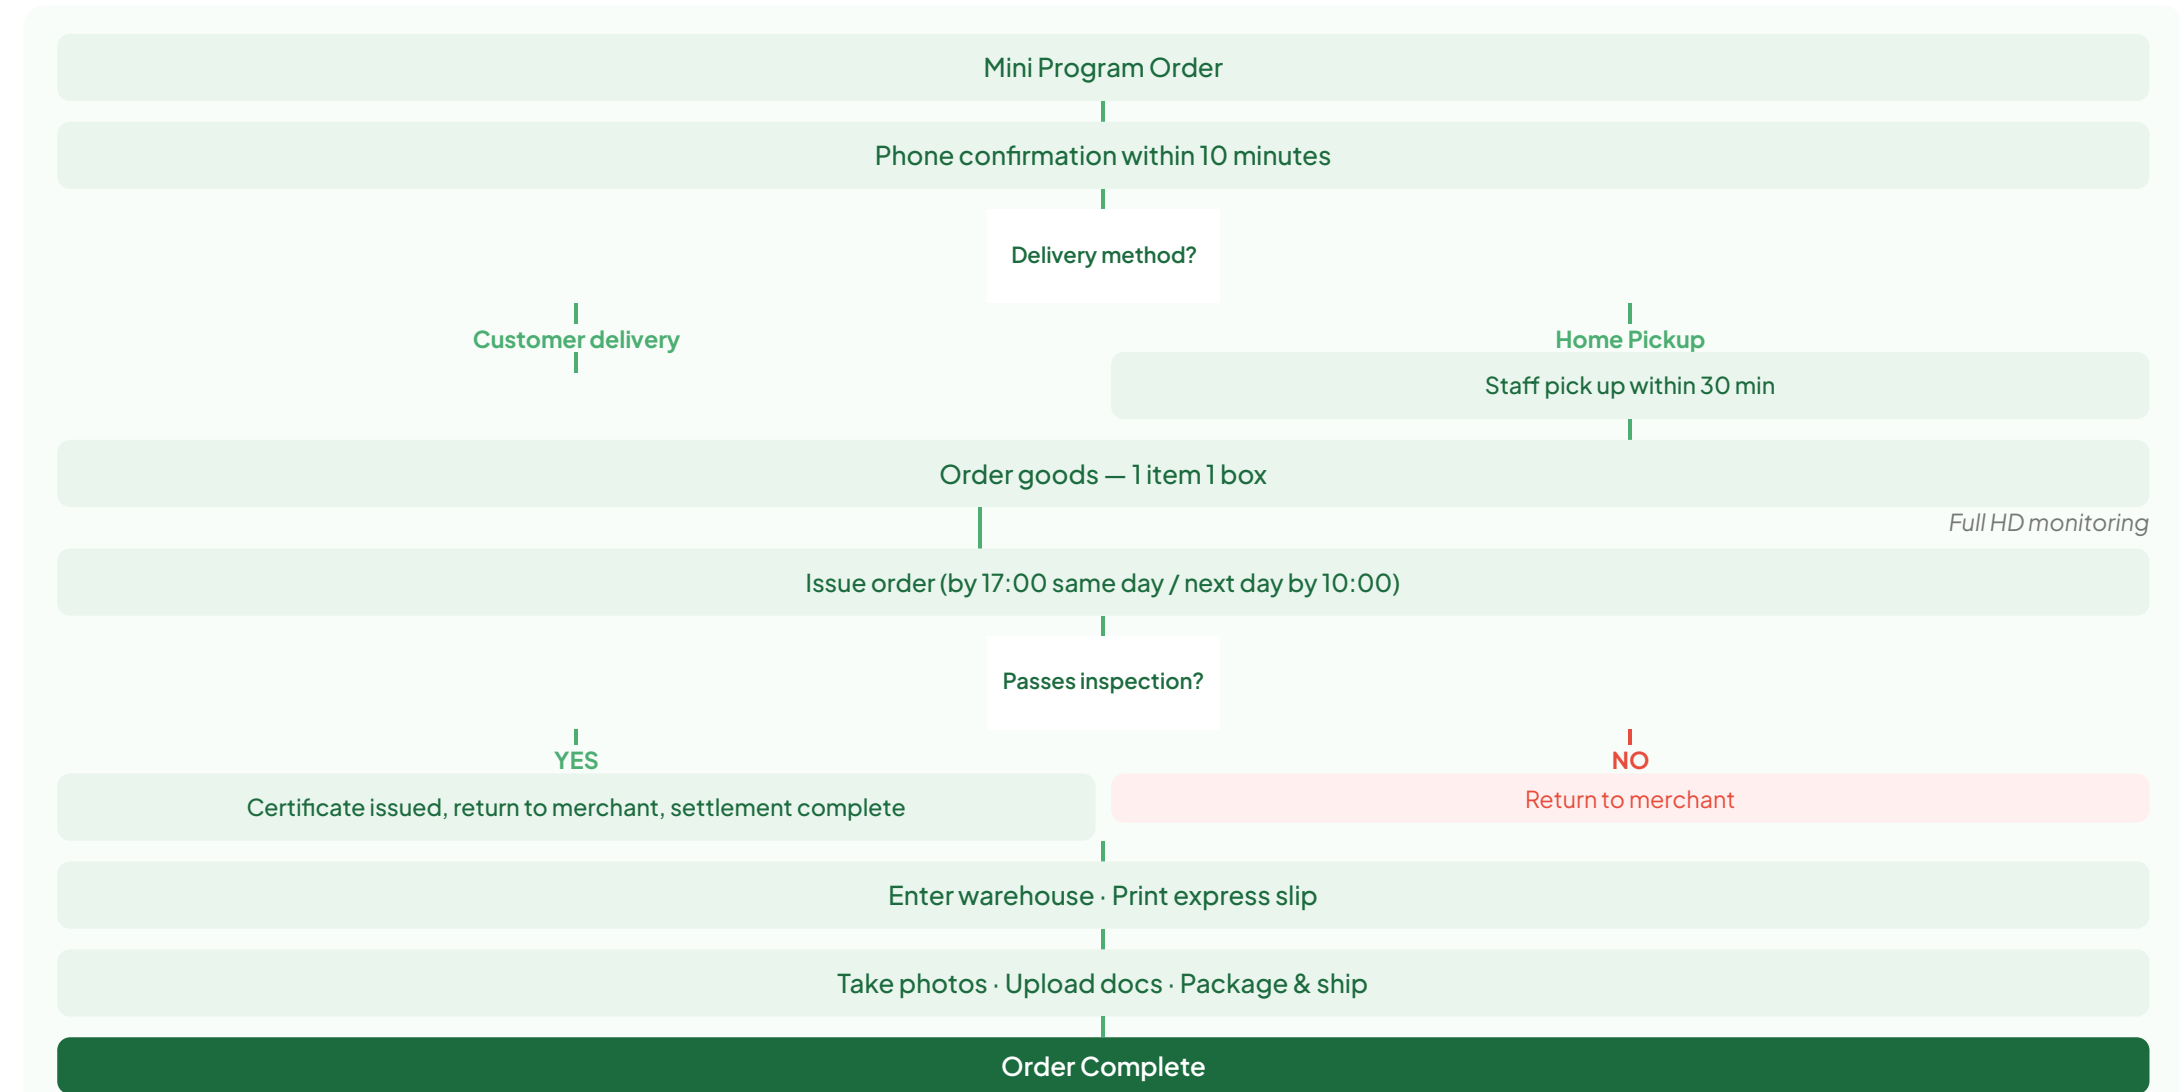 Mini Program Order
Phone confirmation within 10 minutes
Delivery method?
Customer delivery
Home Pickup
Staff pick up within 30 min
Order goods — 1 item 1 box
Full HD monitoring
Issue order (by 17:00 same day / next day by 10:00)
Passes inspection?
YES
NO
Certificate issued, return to merchant, settlement complete
Return to merchant
Enter warehouse · Print express slip
Take photos · Upload docs · Package & ship
Order Complete